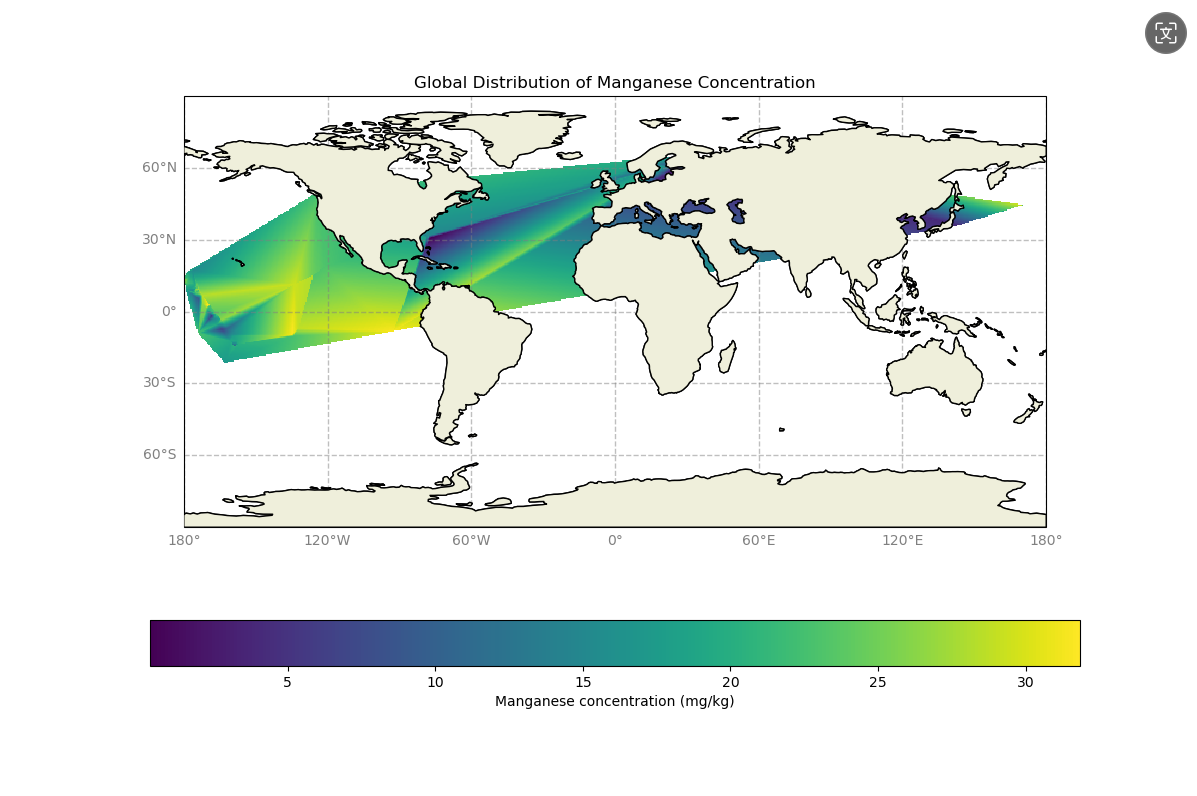 Global Distribution of Manganese Concentration
60°N
30°N
0°
30°S
60°S
180° 120°W 60°W 0° 60°E 120°E 180°
5 10 15 20 25 30
Manganese concentration (mg/kg)